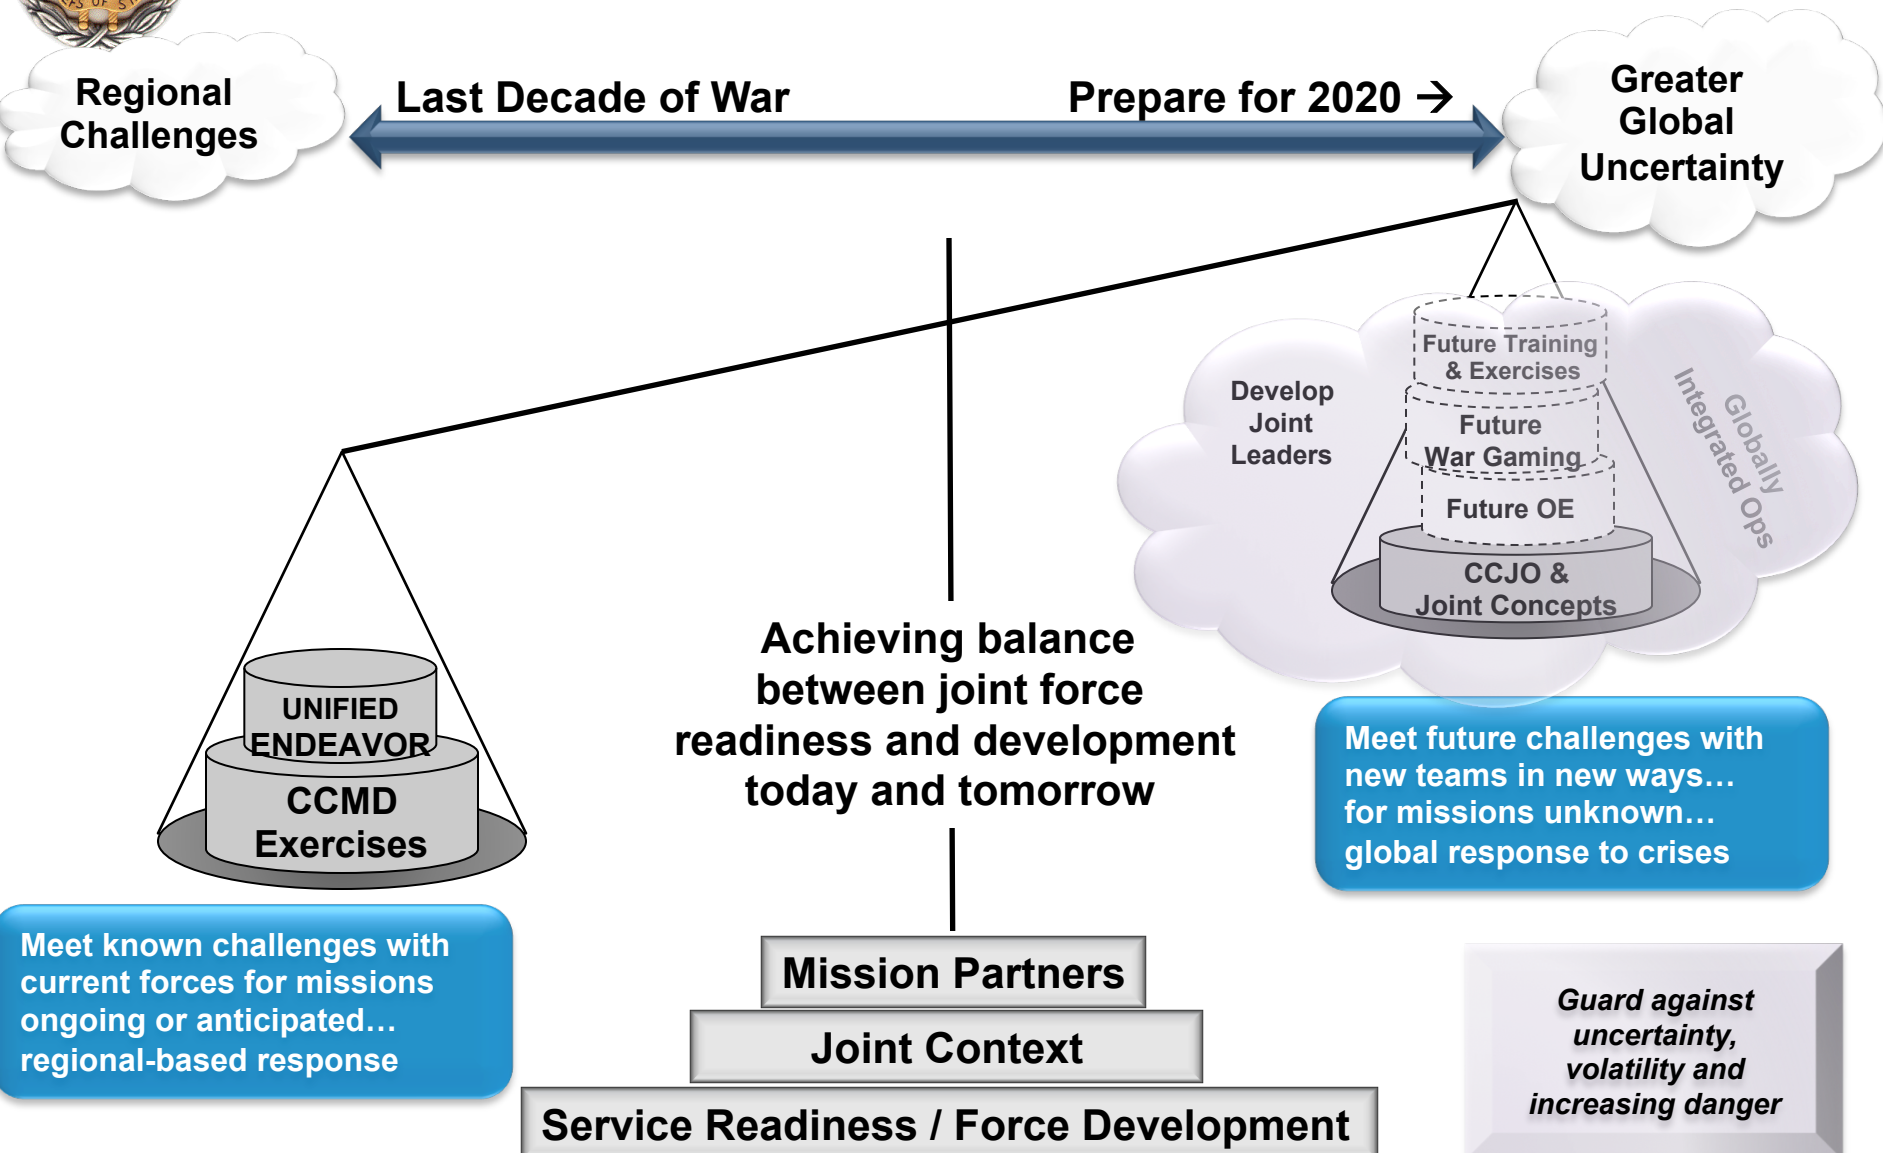 EFS OF ST
Regional
Challenges
Last Decade of War
Prepare for 2020 →
Greater
Global
Uncertainty
Future Training
& Exercises
Develop
Joint
Leaders
Future
War Gaming
Globally
Integrated Ops
Future OE
CCJO &
Joint Concepts
Achieving balance
between joint force
readiness and development
today and tomorrow
UNIFIED
ENDEAVOR
CCMD
Exercises
Meet future challenges with
new teams in new ways…
for missions unknown…
global response to crises
Meet known challenges with
current forces for missions
ongoing or anticipated…
regional-based response
Mission Partners
Joint Context
Service Readiness / Force Development
Guard against
uncertainty,
volatility and
increasing danger